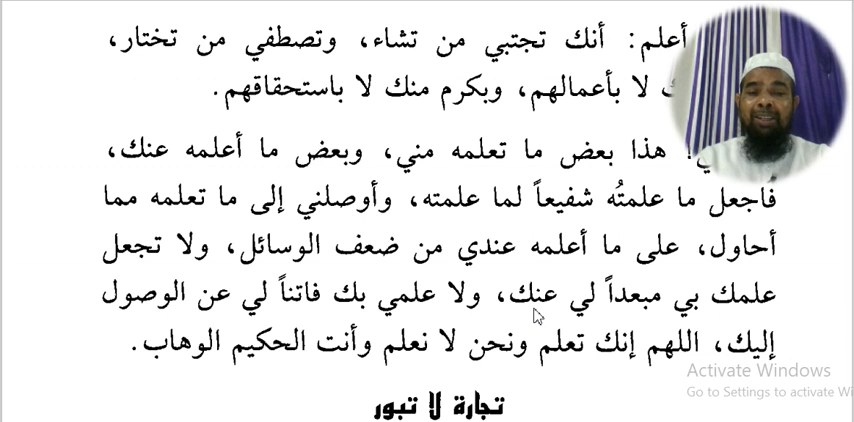 أعلم: أنك تجتبي من تشاء، وتصطفي من تختار،
لا بأعمالهم، وبكرم منك لا باستحقاقهم.
هذا بعض ما تعلمه مني، وبعض ما أعلمه عنك،
فاجعل ما علمتُه شفيعاً لما علمته، وأوصلني إلى ما تعلمه مما
أحاول، على ما أعلمه عندي من ضعف الوسائل، ولا تجعل
علمك بي مبعداً لي عنك، ولا علمي بك فاتناً لي عن الوصول
إليك، اللهم إنك تعلم ونحن لا نعلم وأنت الحكيم الوهاب.
Activate Windows
Go to Settings to activate Wi
تجارة لا تبور